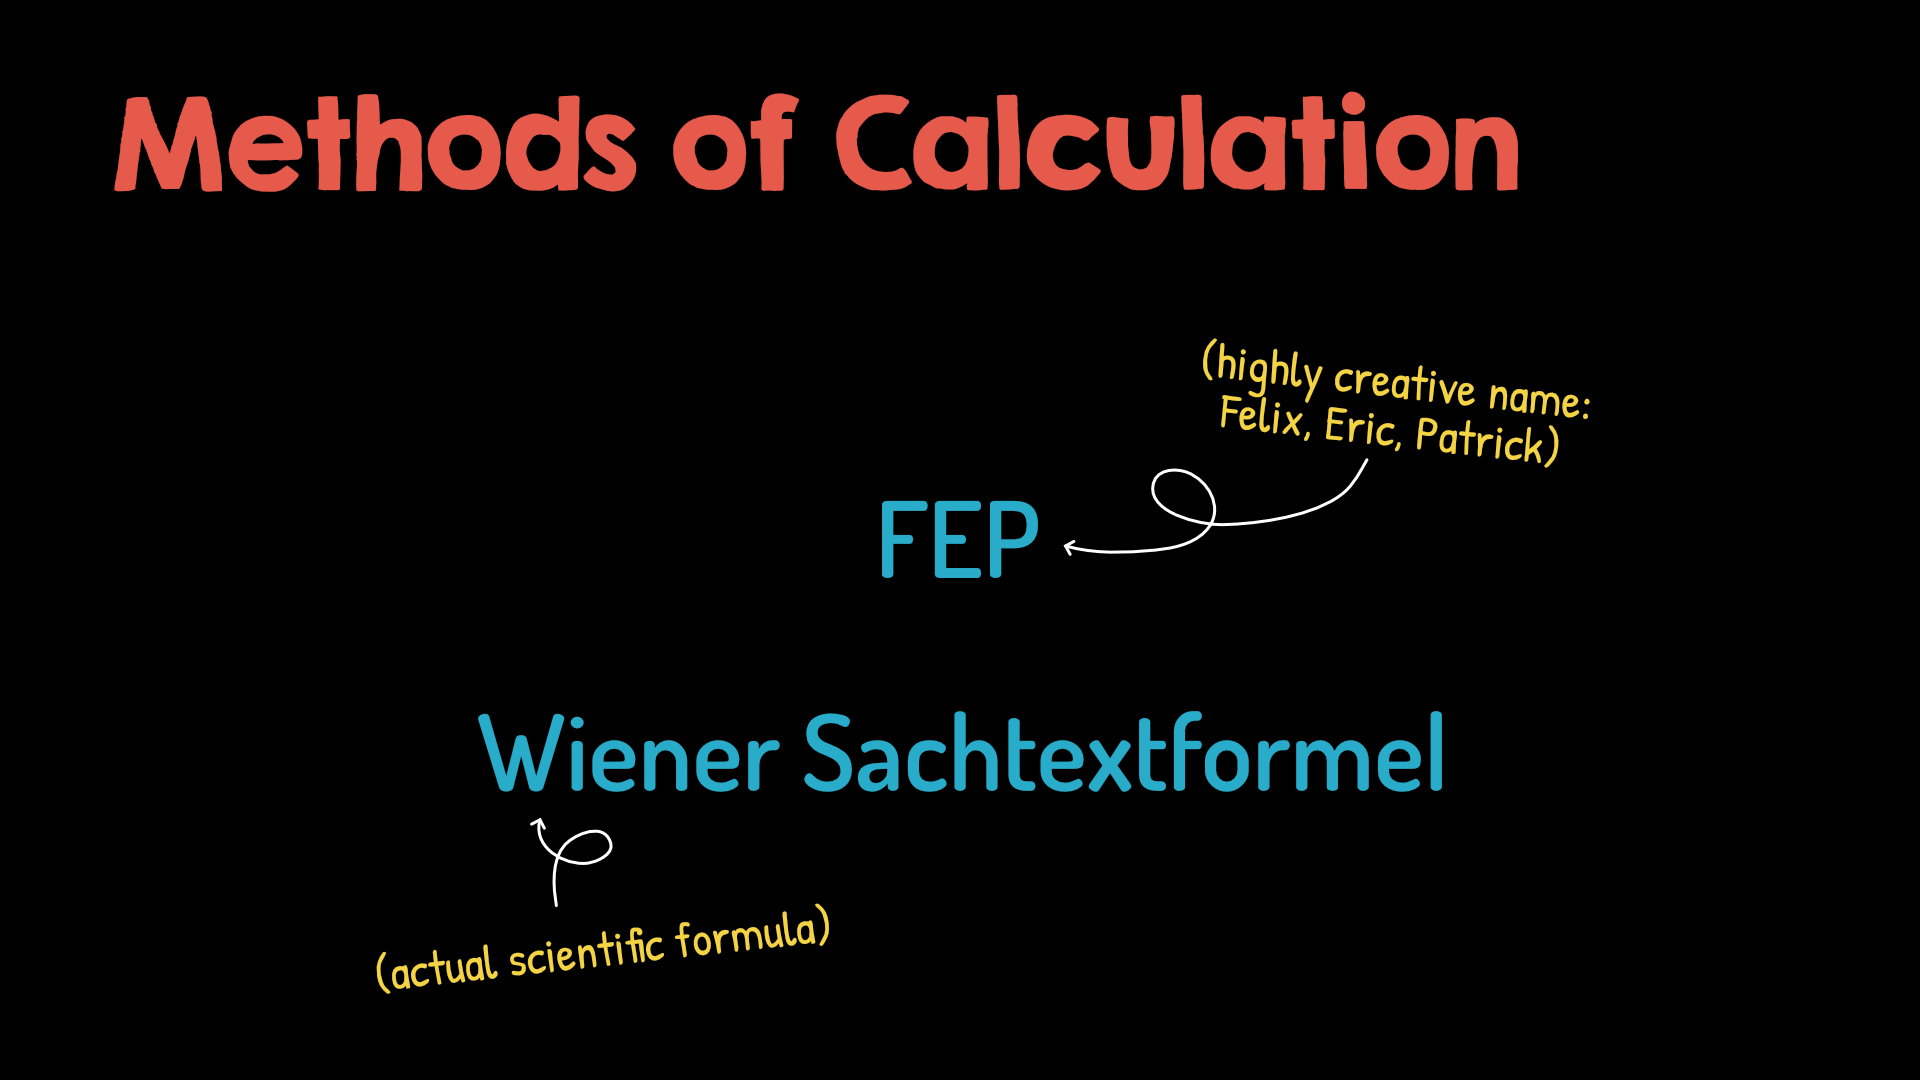 Methods of Calculation
(highly creative name:
Felix, Eric, Patrick)
FEP
Wiener Sachtextformel
(actual scientific formula)